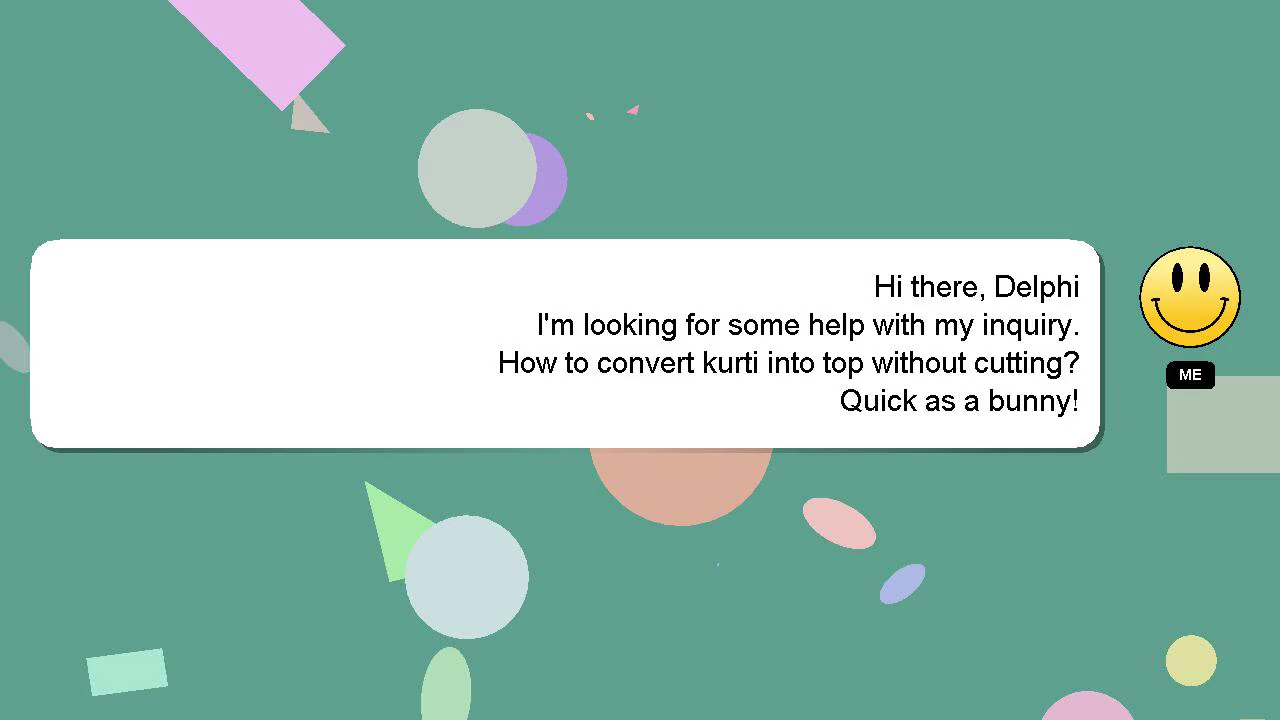 Hi there, Delphi
I'm looking for some help with my inquiry.
How to convert kurti into top without cutting?
Quick as a bunny!
ME